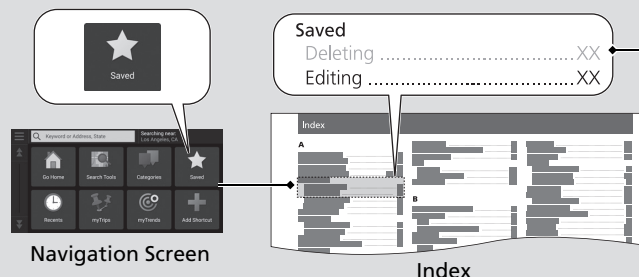 Saved
Saved
Deleting ........................................ XX
Editing ........................................ XX
Keyword or Address, State
Searching near:
Los Angeles, CA
Go Home
Search Tools
Categories
Saved
Recents
myTrips
myTrends
Add Shortcut
Navigation Screen
Index
A
B
Index